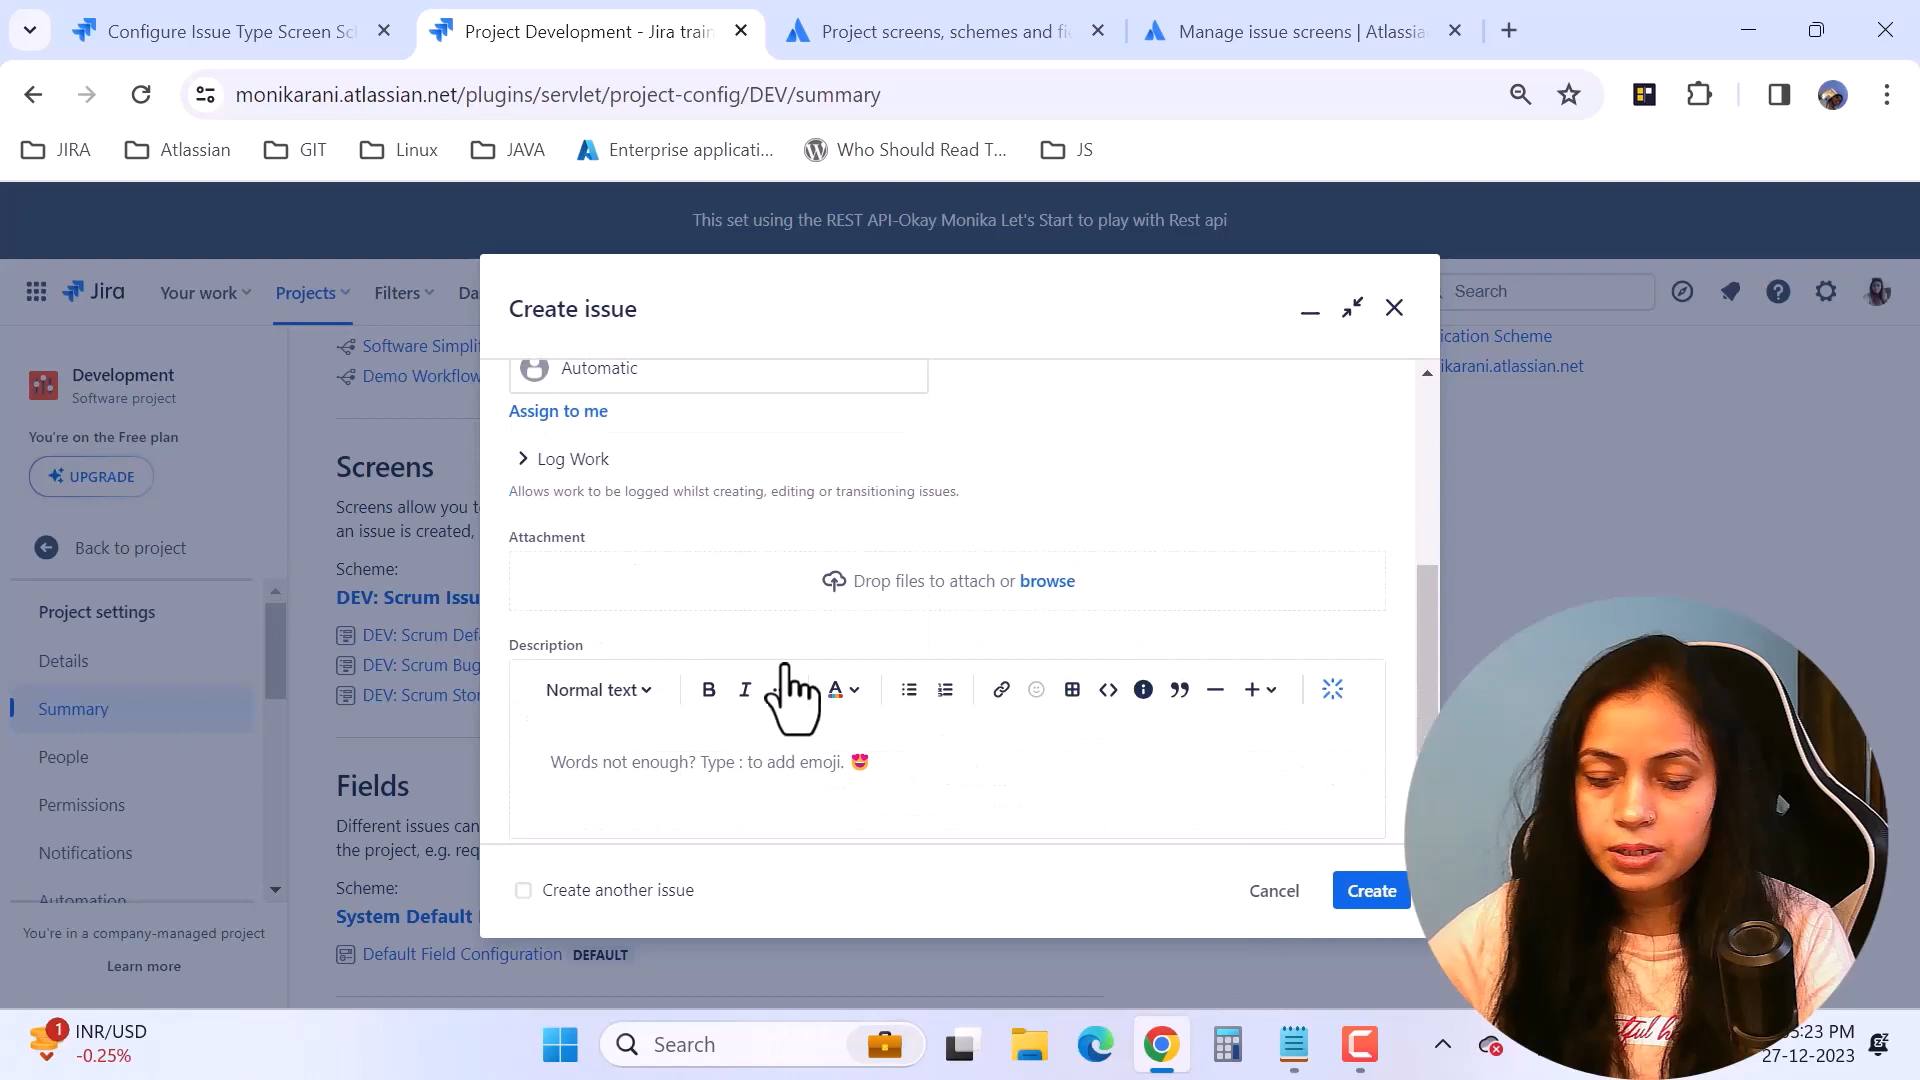 Configure Issue Type Screen Sc
Project Development - Jira train
Project screens, schemes and fi
Manage issue screens | Atlassia
monikarani.atlassian.net/plugins/servlet/project-config/DEV/summary
JIRA
Atlassian
GIT
Linux
JAVA
Enterprise applicati...
Who Should Read T...
JS
This set using the REST API-Okay Monika Let's Start to play with Rest api
Jira
Your work
Projects
Filters
Da
Search
Development
Software project
You're on the Free plan
UPGRADE
Back to project
Project settings
Details
Summary
People
Permissions
Notifications
Automation
You're in a company-managed project
Learn more
Software Simplif
Demo Workflow
Screens
Screens allow you t
an issue is created,
Scheme:
DEV: Scrum Issu
DEV: Scrum Def
DEV: Scrum Bug
DEV: Scrum Sto
Fields
Different issues can
the project, e.g. req
Scheme:
System Default
Default Field Configuration DEFAULT
ication Scheme
ikarani.atlassian.net
Create issue
Automatic
Assign to me
Log Work
Allows work to be logged whilst creating, editing or transitioning issues.
Attachment
Drop files to attach or browse
Description
Normal text
B
I
A
Words not enough? Type : to add emoji. 😍
Create another issue
Cancel
Create
1
INR/USD
-0.25%
Search
5:23 PM
27-12-2023